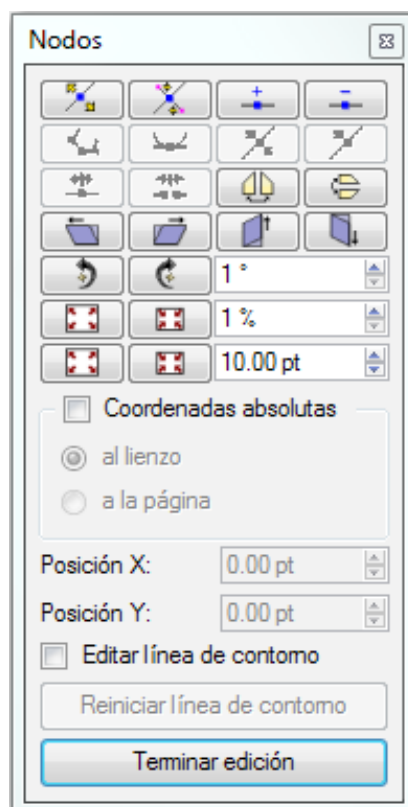 Nodos
1 °
1 %
10.00 pt
Coordenadas absolutas
al lienzo
a la página
Posición X: 0.00 pt
Posición Y: 0.00 pt
Editar línea de contorno
Reiniciar línea de contorno
Terminar edición